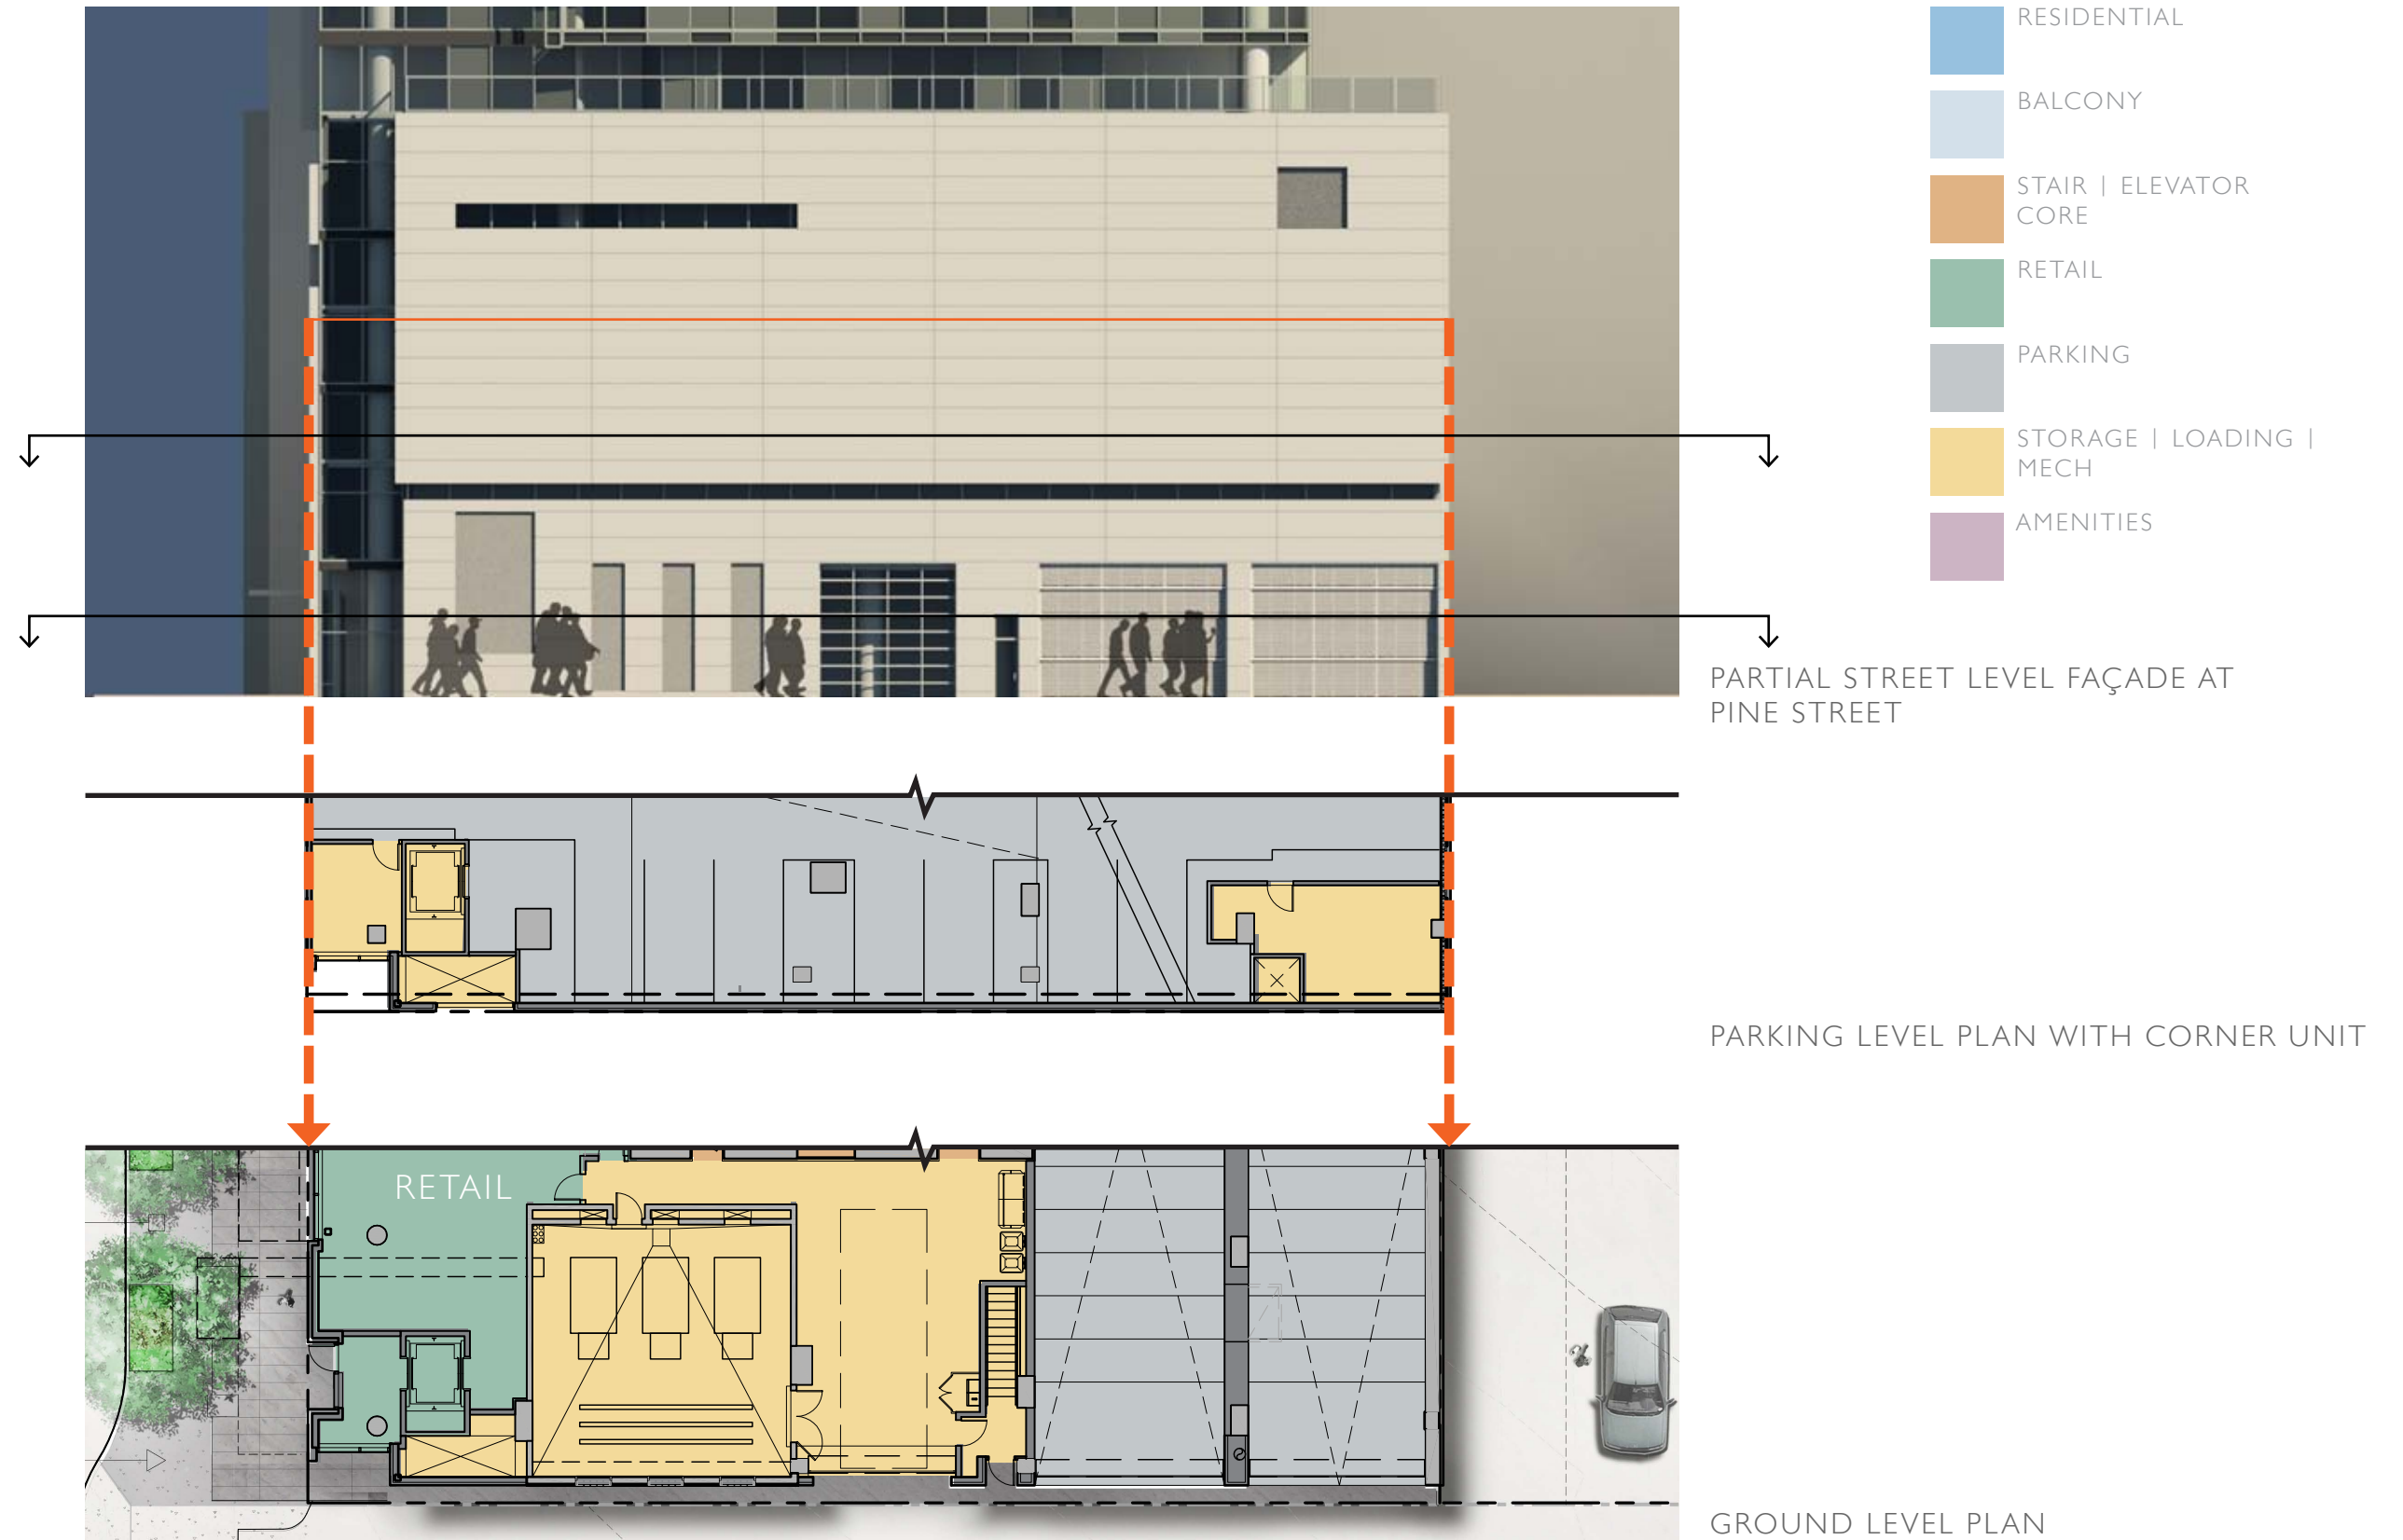 RESIDENTIAL
BALCONY
STAIR | ELEVATOR
CORE
RETAIL
PARKING
STORAGE | LOADING |
MECH
AMENITIES
PARTIAL STREET LEVEL FAÇADE AT
PINE STREET
PARKING LEVEL PLAN WITH CORNER UNIT
RETAIL
GROUND LEVEL PLAN